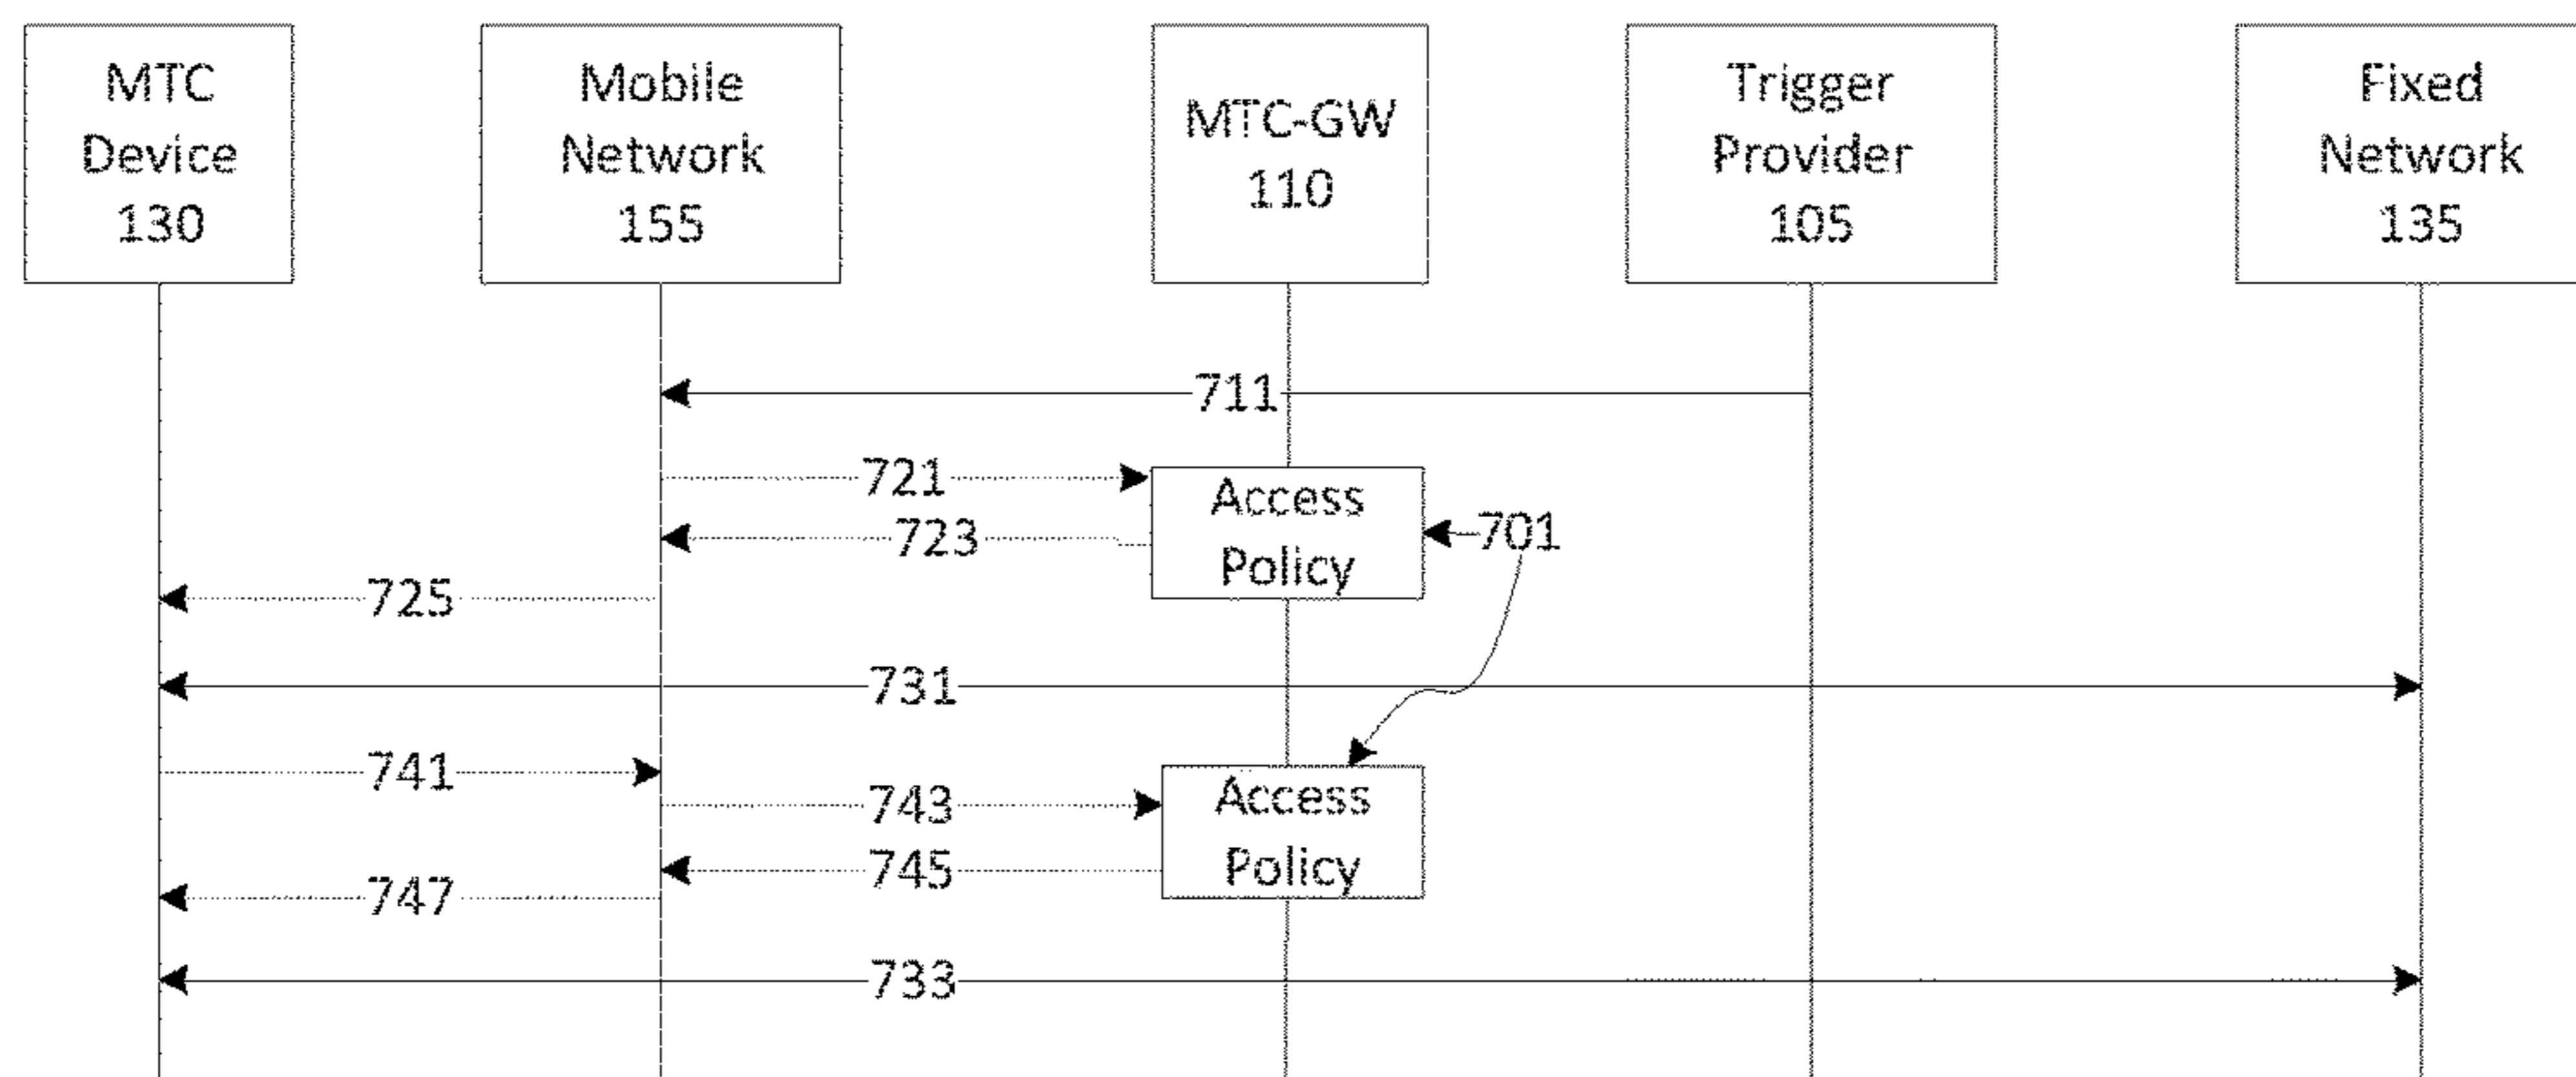 MTC
Device
130
Mobile
Network
155
MTC-GW
110
Trigger
Provider
105
Fixed
Network
135
711
721
723
Access
Policy
701
725
731
741
743
745
747
Access
Policy
733